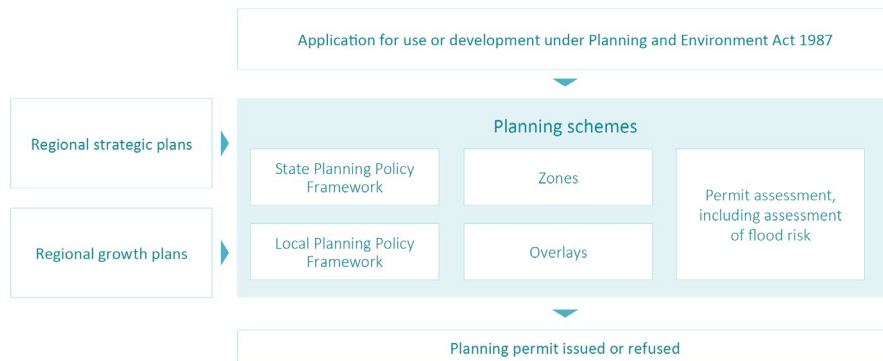 Application for use or development under Planning and Environment Act 1987
Regional strategic plans
Regional growth plans
Planning schemes
State Planning Policy
Framework
Zones
Local Planning Policy
Framework
Overlays
Permit assessment,
including assessment
of flood risk
Planning permit issued or refused